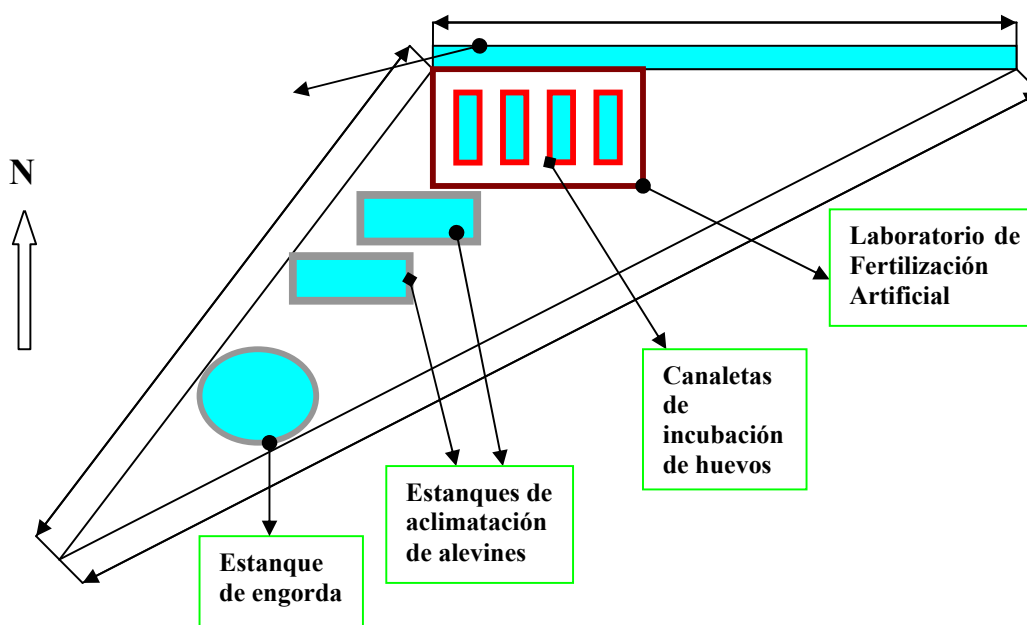 N
Laboratorio de
Fertilización
Artificial
Canaletas
de
incubación
de huevos
Estanques de
aclimatación
de alevines
Estanque
de engorda